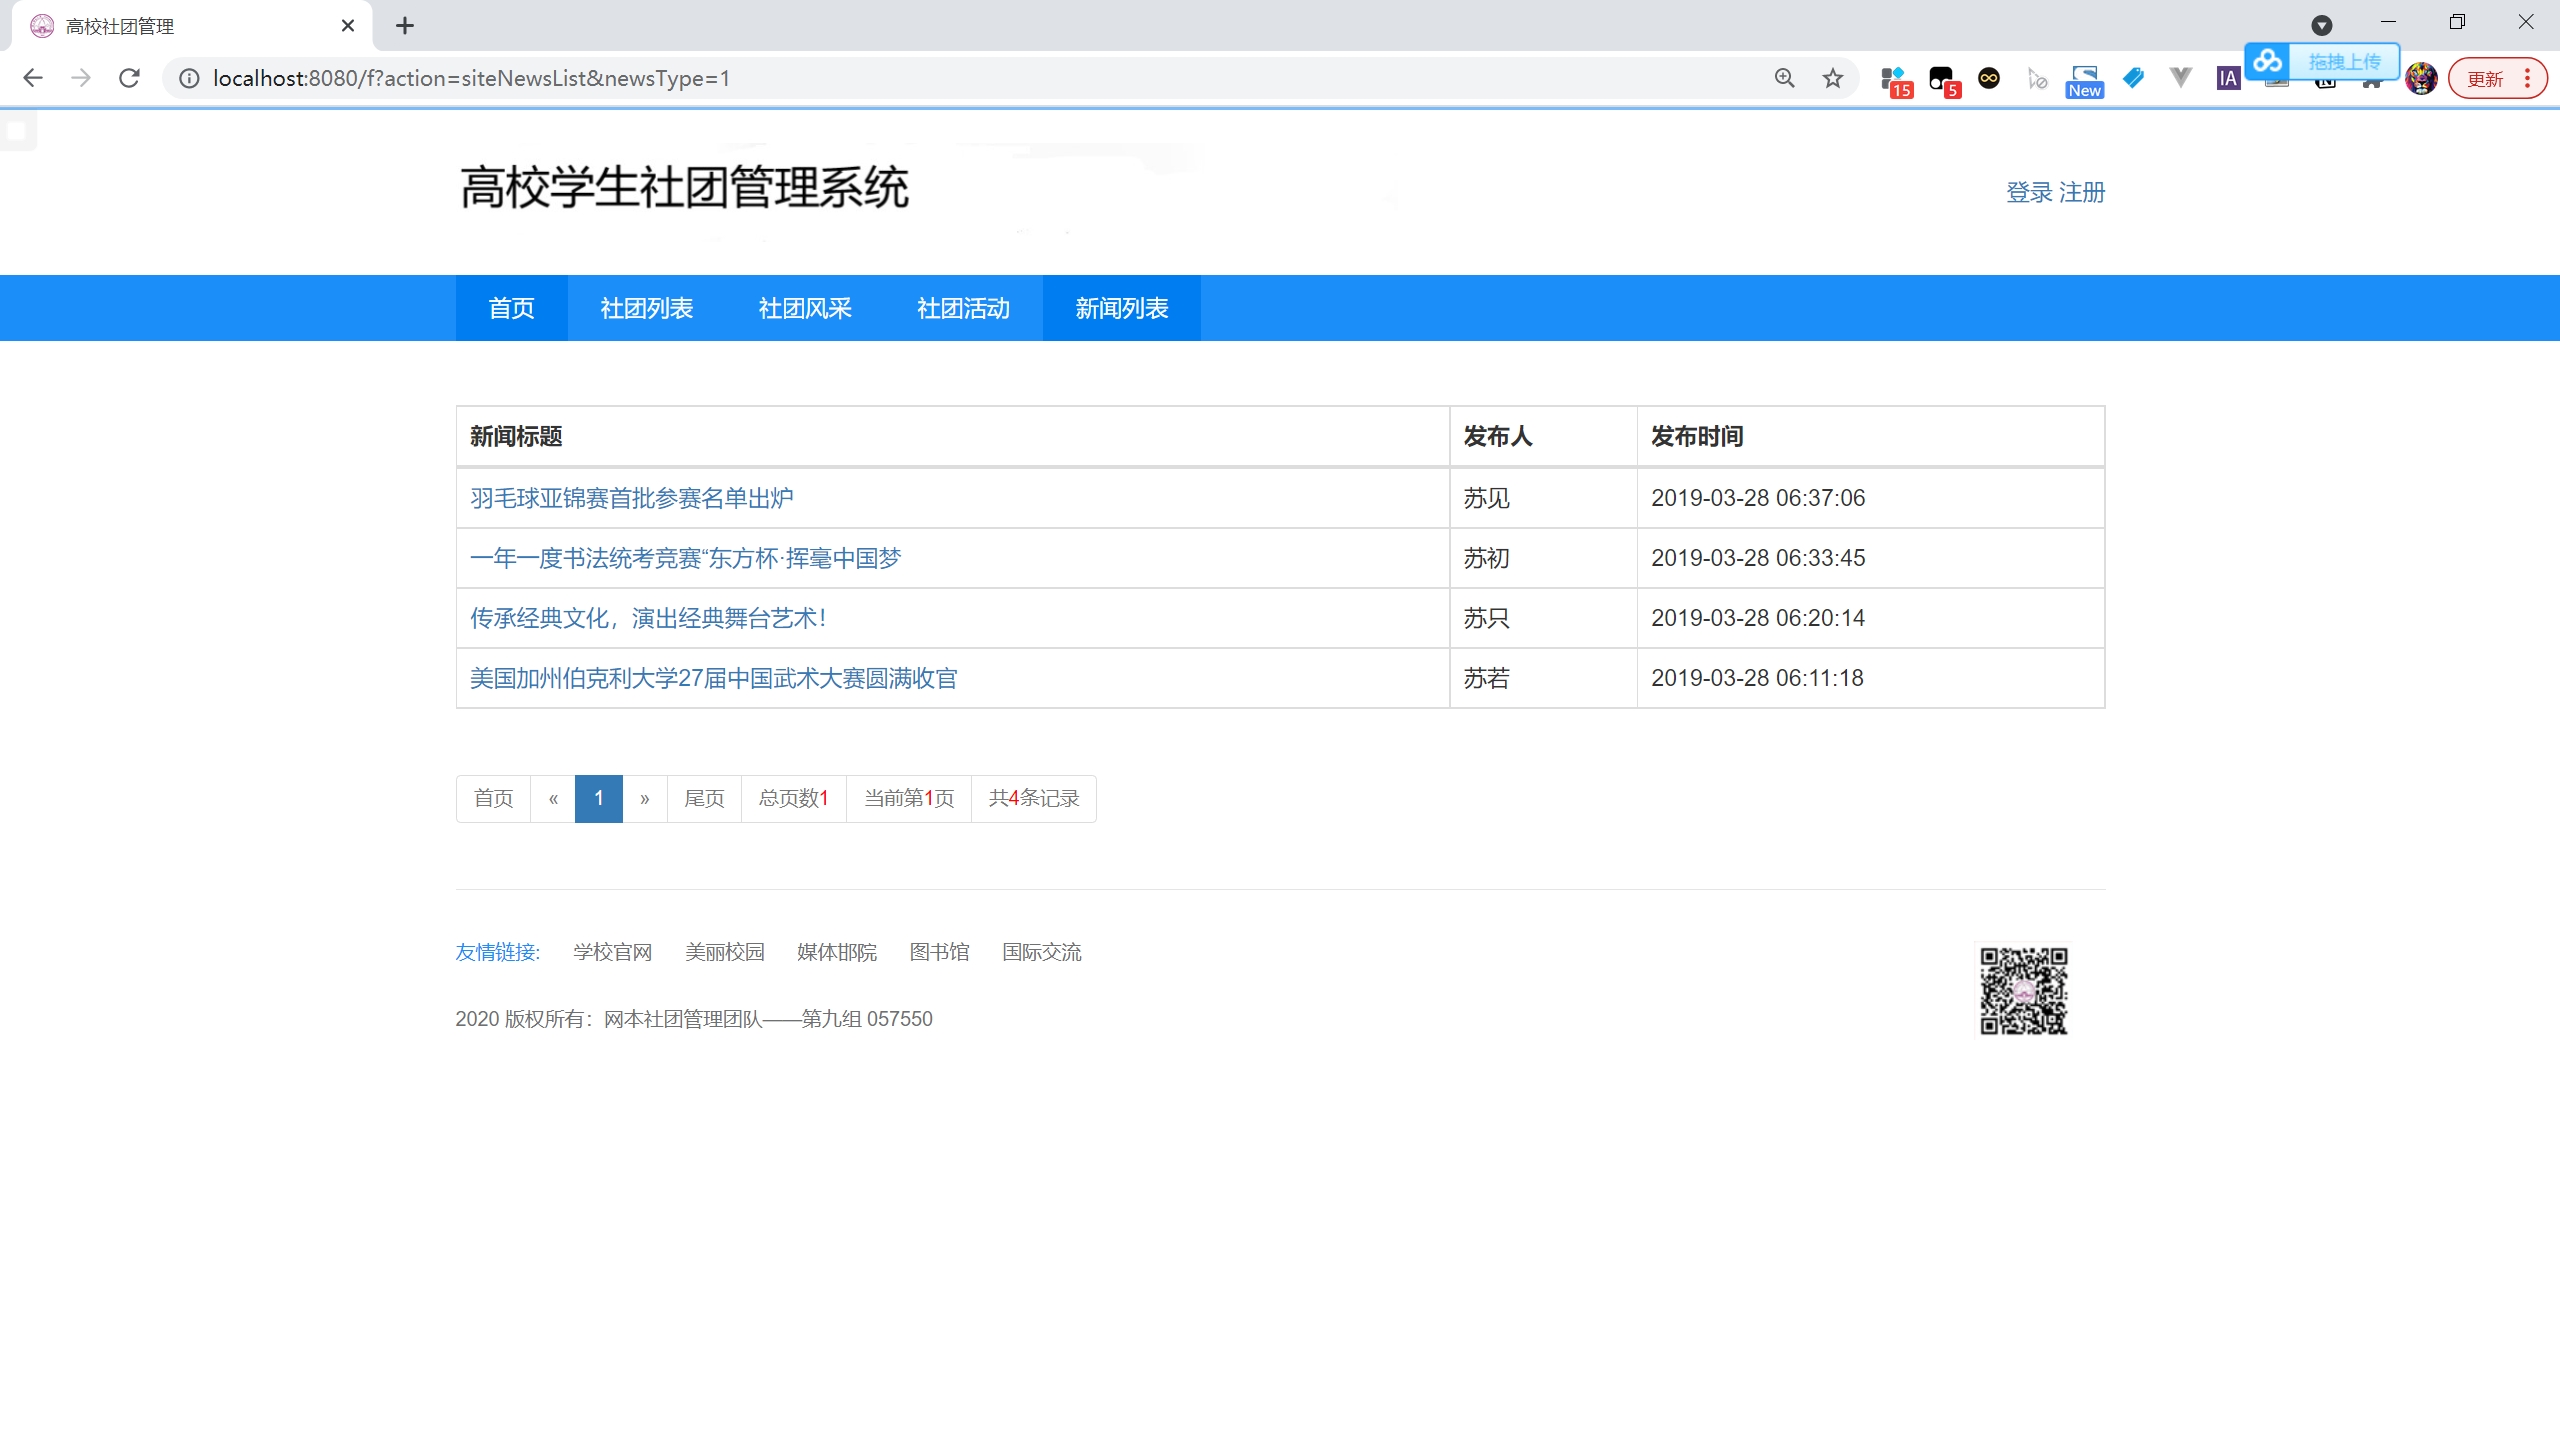 高校社团管理
localhost:8080/f?action=siteNewsList&newsType=1
15
5
New
IA
拖拽上传
更新
高校学生社团管理系统
登录 注册
首页 社团列表 社团风采 社团活动 新闻列表
新闻标题 发布人 发布时间
羽毛球亚锦赛首批参赛名单出炉 苏见 2019-03-28 06:37:06
一年一度书法统考竞赛“东方杯·挥毫中国梦 苏初 2019-03-28 06:33:45
传承经典文化，演出经典舞台艺术！ 苏只 2019-03-28 06:20:14
美国加州伯克利大学27届中国武术大赛圆满收官 苏若 2019-03-28 06:11:18
首页 « 1 » 尾页 总页数1 当前第1页 共4条记录
友情链接: 学校官网 美丽校园 媒体邯院 图书馆 国际交流
2020 版权所有：网本社团管理团队——第九组 057550